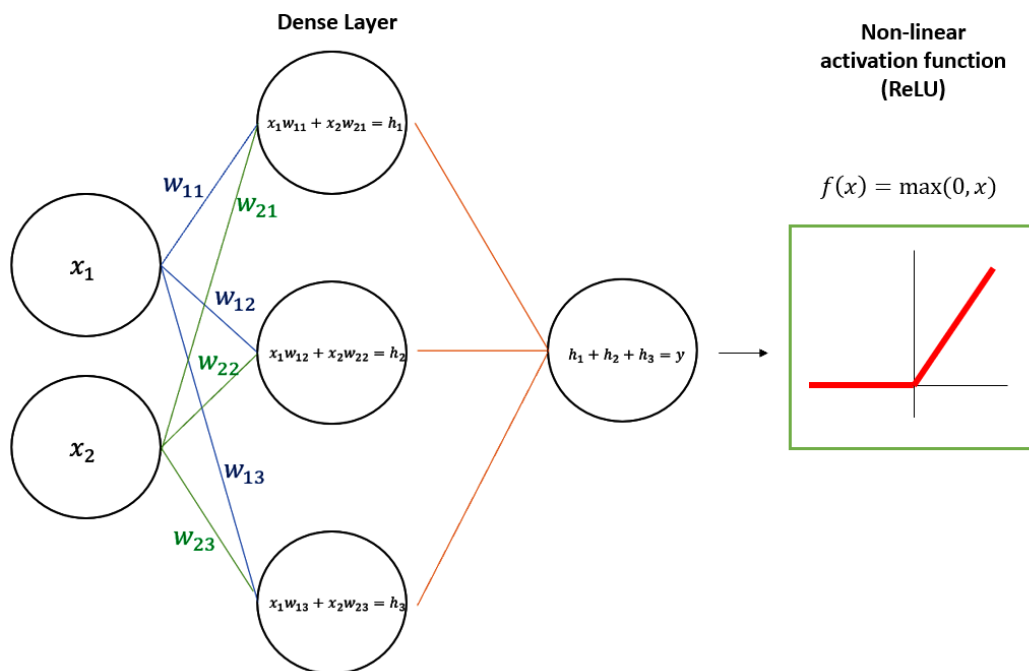 Dense Layer
Non-linear
activation function
(ReLU)
f(x) = max(0, x)
x₁w₁₁ + x₂w₂₁ = h₁
w₁₁
w₂₁
x₁
w₁₂
x₁w₁₂ + x₂w₂₂ = h₂
h₁ + h₂ + h₃ = y
w₂₂
x₂
w₁₃
w₂₃
x₁w₁₃ + x₂w₂₃ = h₃